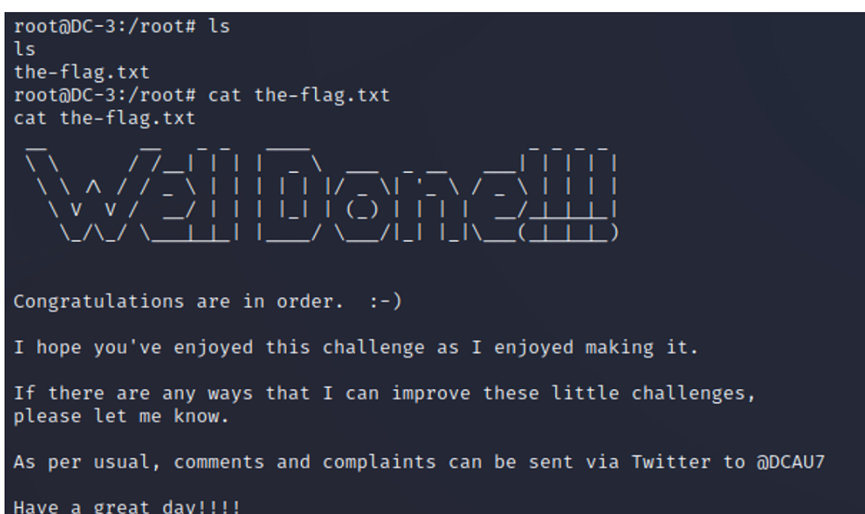 root@DC-3:/root# ls
ls
the-flag.txt
root@DC-3:/root# cat the-flag.txt
cat the-flag.txt
Well Done!!!!
Congratulations are in order.  :-)
I hope you've enjoyed this challenge as I enjoyed making it.
If there are any ways that I can improve these little challenges,
please let me know.
As per usual, comments and complaints can be sent via Twitter to @DCAU7
Have a great day!!!!